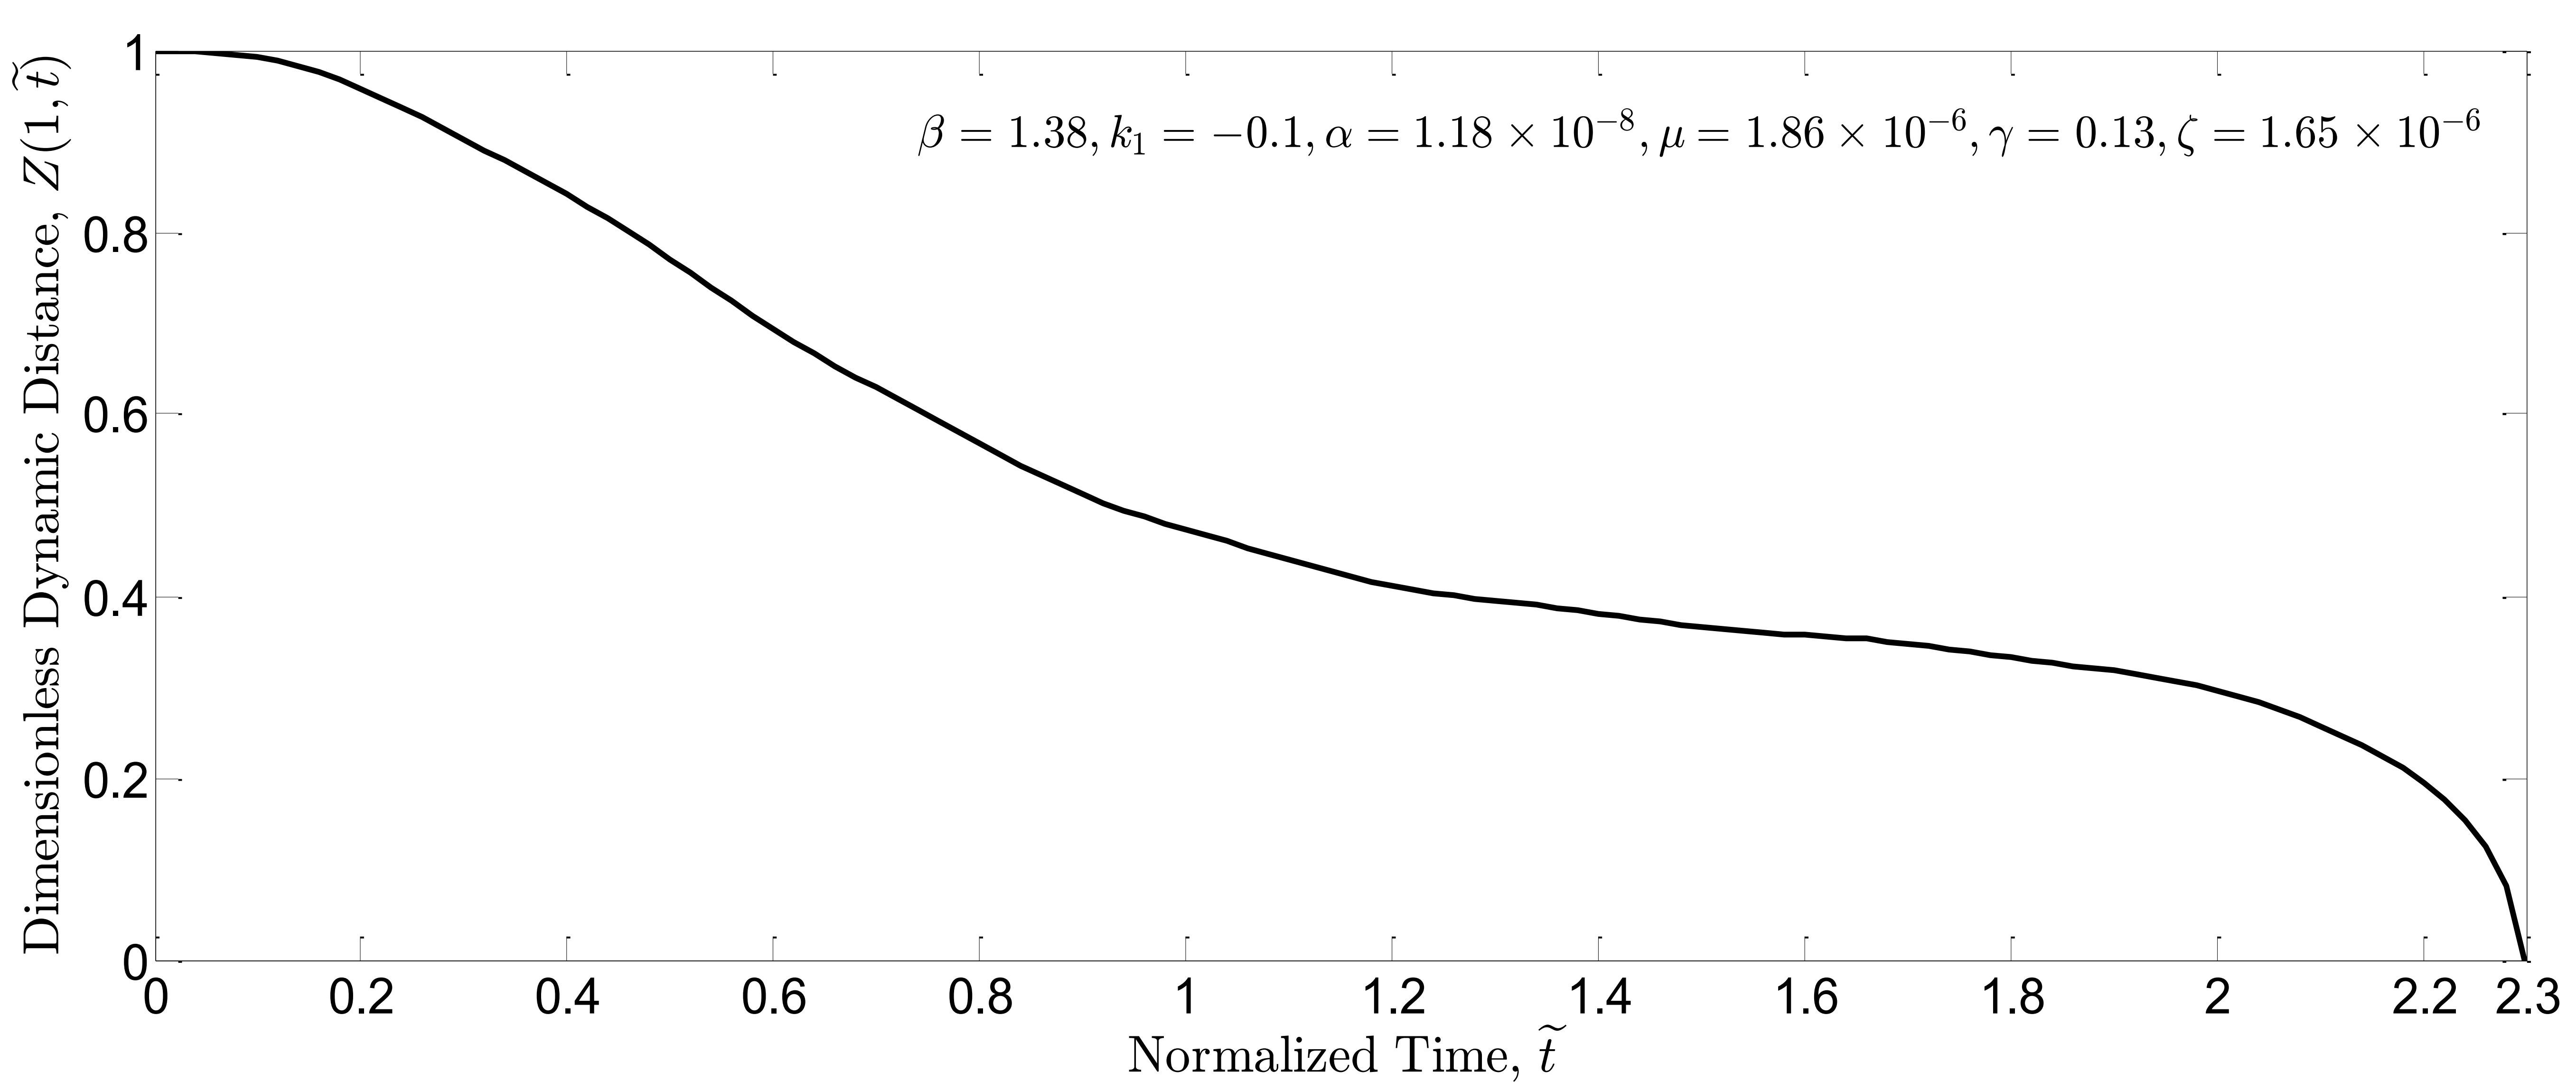 Dimensionless Dynamic Distance, Z(1, t̃)
1
0.8
0.6
0.4
0.2
0
β = 1.38, k₁ = −0.1, α = 1.18 × 10⁻⁸, μ = 1.86 × 10⁻⁶, γ = 0.13, ζ = 1.65 × 10⁻⁶
0 0.2 0.4 0.6 0.8 1 1.2 1.4 1.6 1.8 2 2.2 2.3
Normalized Time, t̃